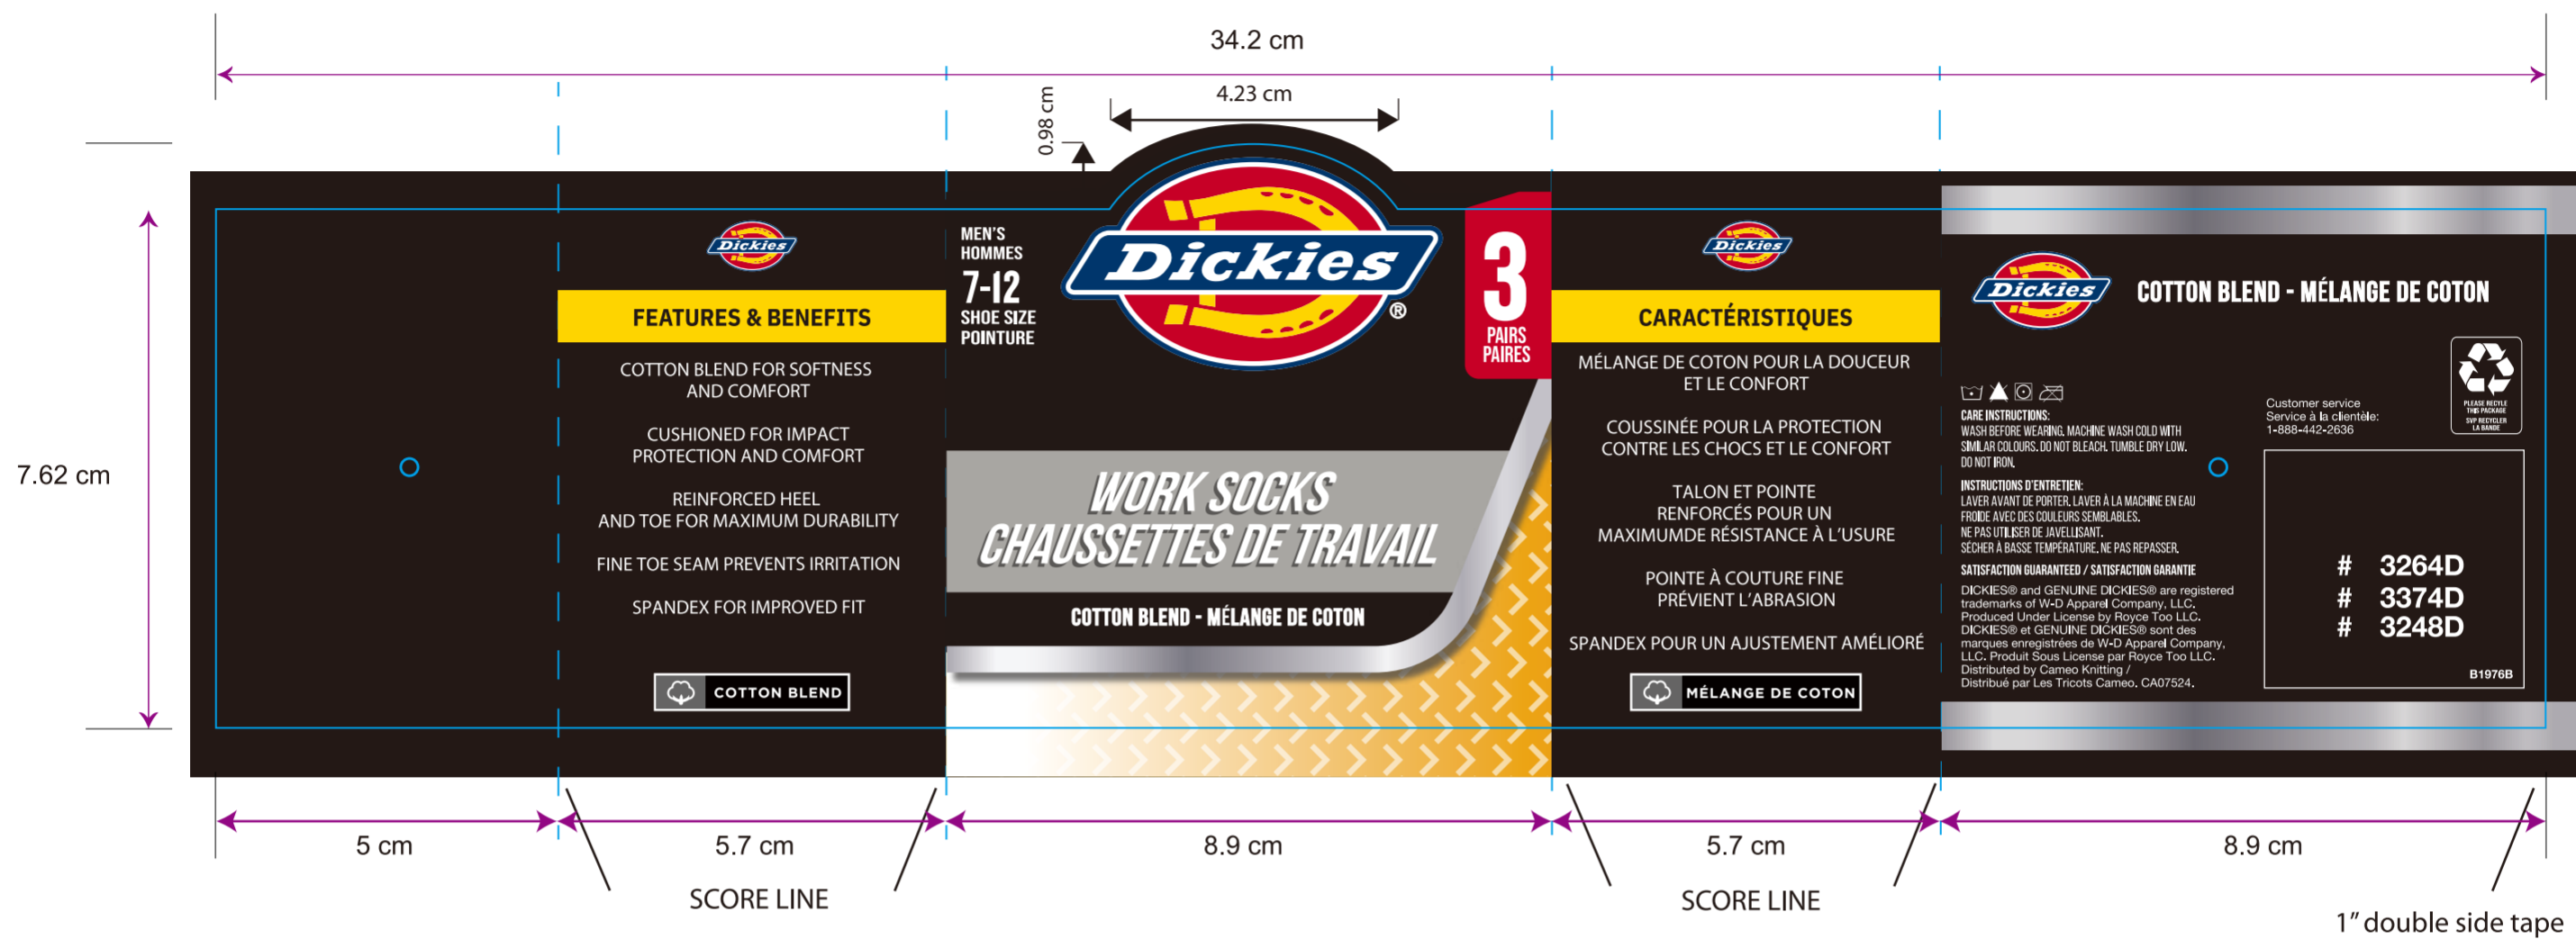 34.2 cm
4.23 cm
0.98 cm
7.62 cm
Dickies
FEATURES & BENEFITS
COTTON BLEND FOR SOFTNESS
AND COMFORT
CUSHIONED FOR IMPACT
PROTECTION AND COMFORT
REINFORCED HEEL
AND TOE FOR MAXIMUM DURABILITY
FINE TOE SEAM PREVENTS IRRITATION
SPANDEX FOR IMPROVED FIT
COTTON BLEND
MEN'S
HOMMES
7-12
SHOE SIZE
POINTURE
Dickies
®
3
PAIRS
PAIRES
WORK SOCKS
CHAUSSETTES DE TRAVAIL
COTTON BLEND - MÉLANGE DE COTON
Dickies
CARACTÉRISTIQUES
MÉLANGE DE COTON POUR LA DOUCEUR
ET LE CONFORT
COUSSINÉE POUR LA PROTECTION
CONTRE LES CHOCS ET LE CONFORT
TALON ET POINTE
RENFORCÉS POUR UN
MAXIMUMDE RÉSISTANCE À L'USURE
POINTE À COUTURE FINE
PRÉVIENT L'ABRASION
SPANDEX POUR UN AJUSTEMENT AMÉLIORÉ
MÉLANGE DE COTON
Dickies
COTTON BLEND - MÉLANGE DE COTON
CARE INSTRUCTIONS:
WASH BEFORE WEARING. MACHINE WASH COLD WITH
SIMILAR COLOURS. DO NOT BLEACH. TUMBLE DRY LOW.
DO NOT IRON.
INSTRUCTIONS D'ENTRETIEN:
LAVER AVANT DE PORTER. LAVER À LA MACHINE EN EAU
FROIDE AVEC DES COULEURS SEMBLABLES.
NE PAS UTILISER DE JAVELLISANT.
SÉCHER À BASSE TEMPÉRATURE. NE PAS REPASSER.
SATISFACTION GUARANTEED / SATISFACTION GARANTIE
DICKIES® and GENUINE DICKIES® are registered
trademarks of W-D Apparel Company, LLC.
Produced Under License by Royce Too LLC.
DICKIES® et GENUINE DICKIES® sont des
marques enregistrées de W-D Apparel Company,
LLC. Produit Sous License par Royce Too LLC.
Distributed by Cameo Knitting /
Distribué par Les Tricots Cameo. CA07524.
Customer service
Service à la clientèle:
1-888-442-2636
PLEASE RECYLE
THIS PACKAGE
SVP RECYCLER
LA BANDE
# 3264D
# 3374D
# 3248D
B1976B
5 cm
5.7 cm
8.9 cm
5.7 cm
8.9 cm
SCORE LINE
SCORE LINE
1" double side tape